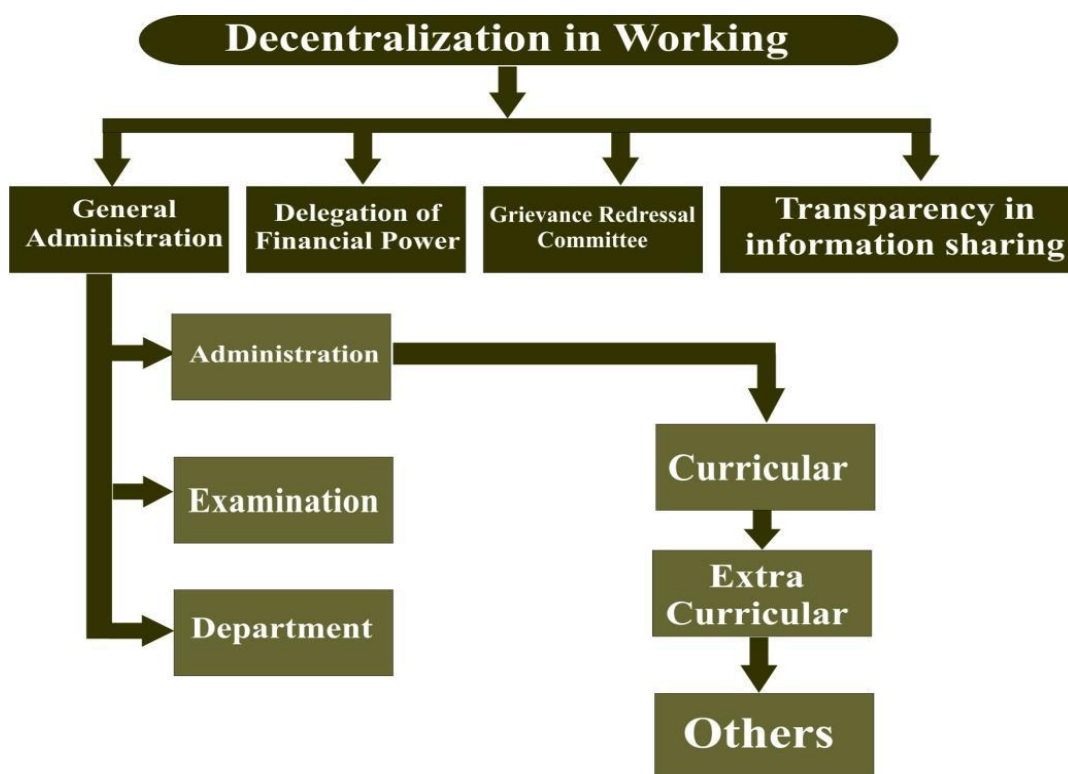 Decentralization in Working
General
Administration
Delegation of
Financial Power
Grievance Redressal
Committee
Transparency in
information sharing
Administration
Examination
Department
Curricular
Extra
Curricular
Others